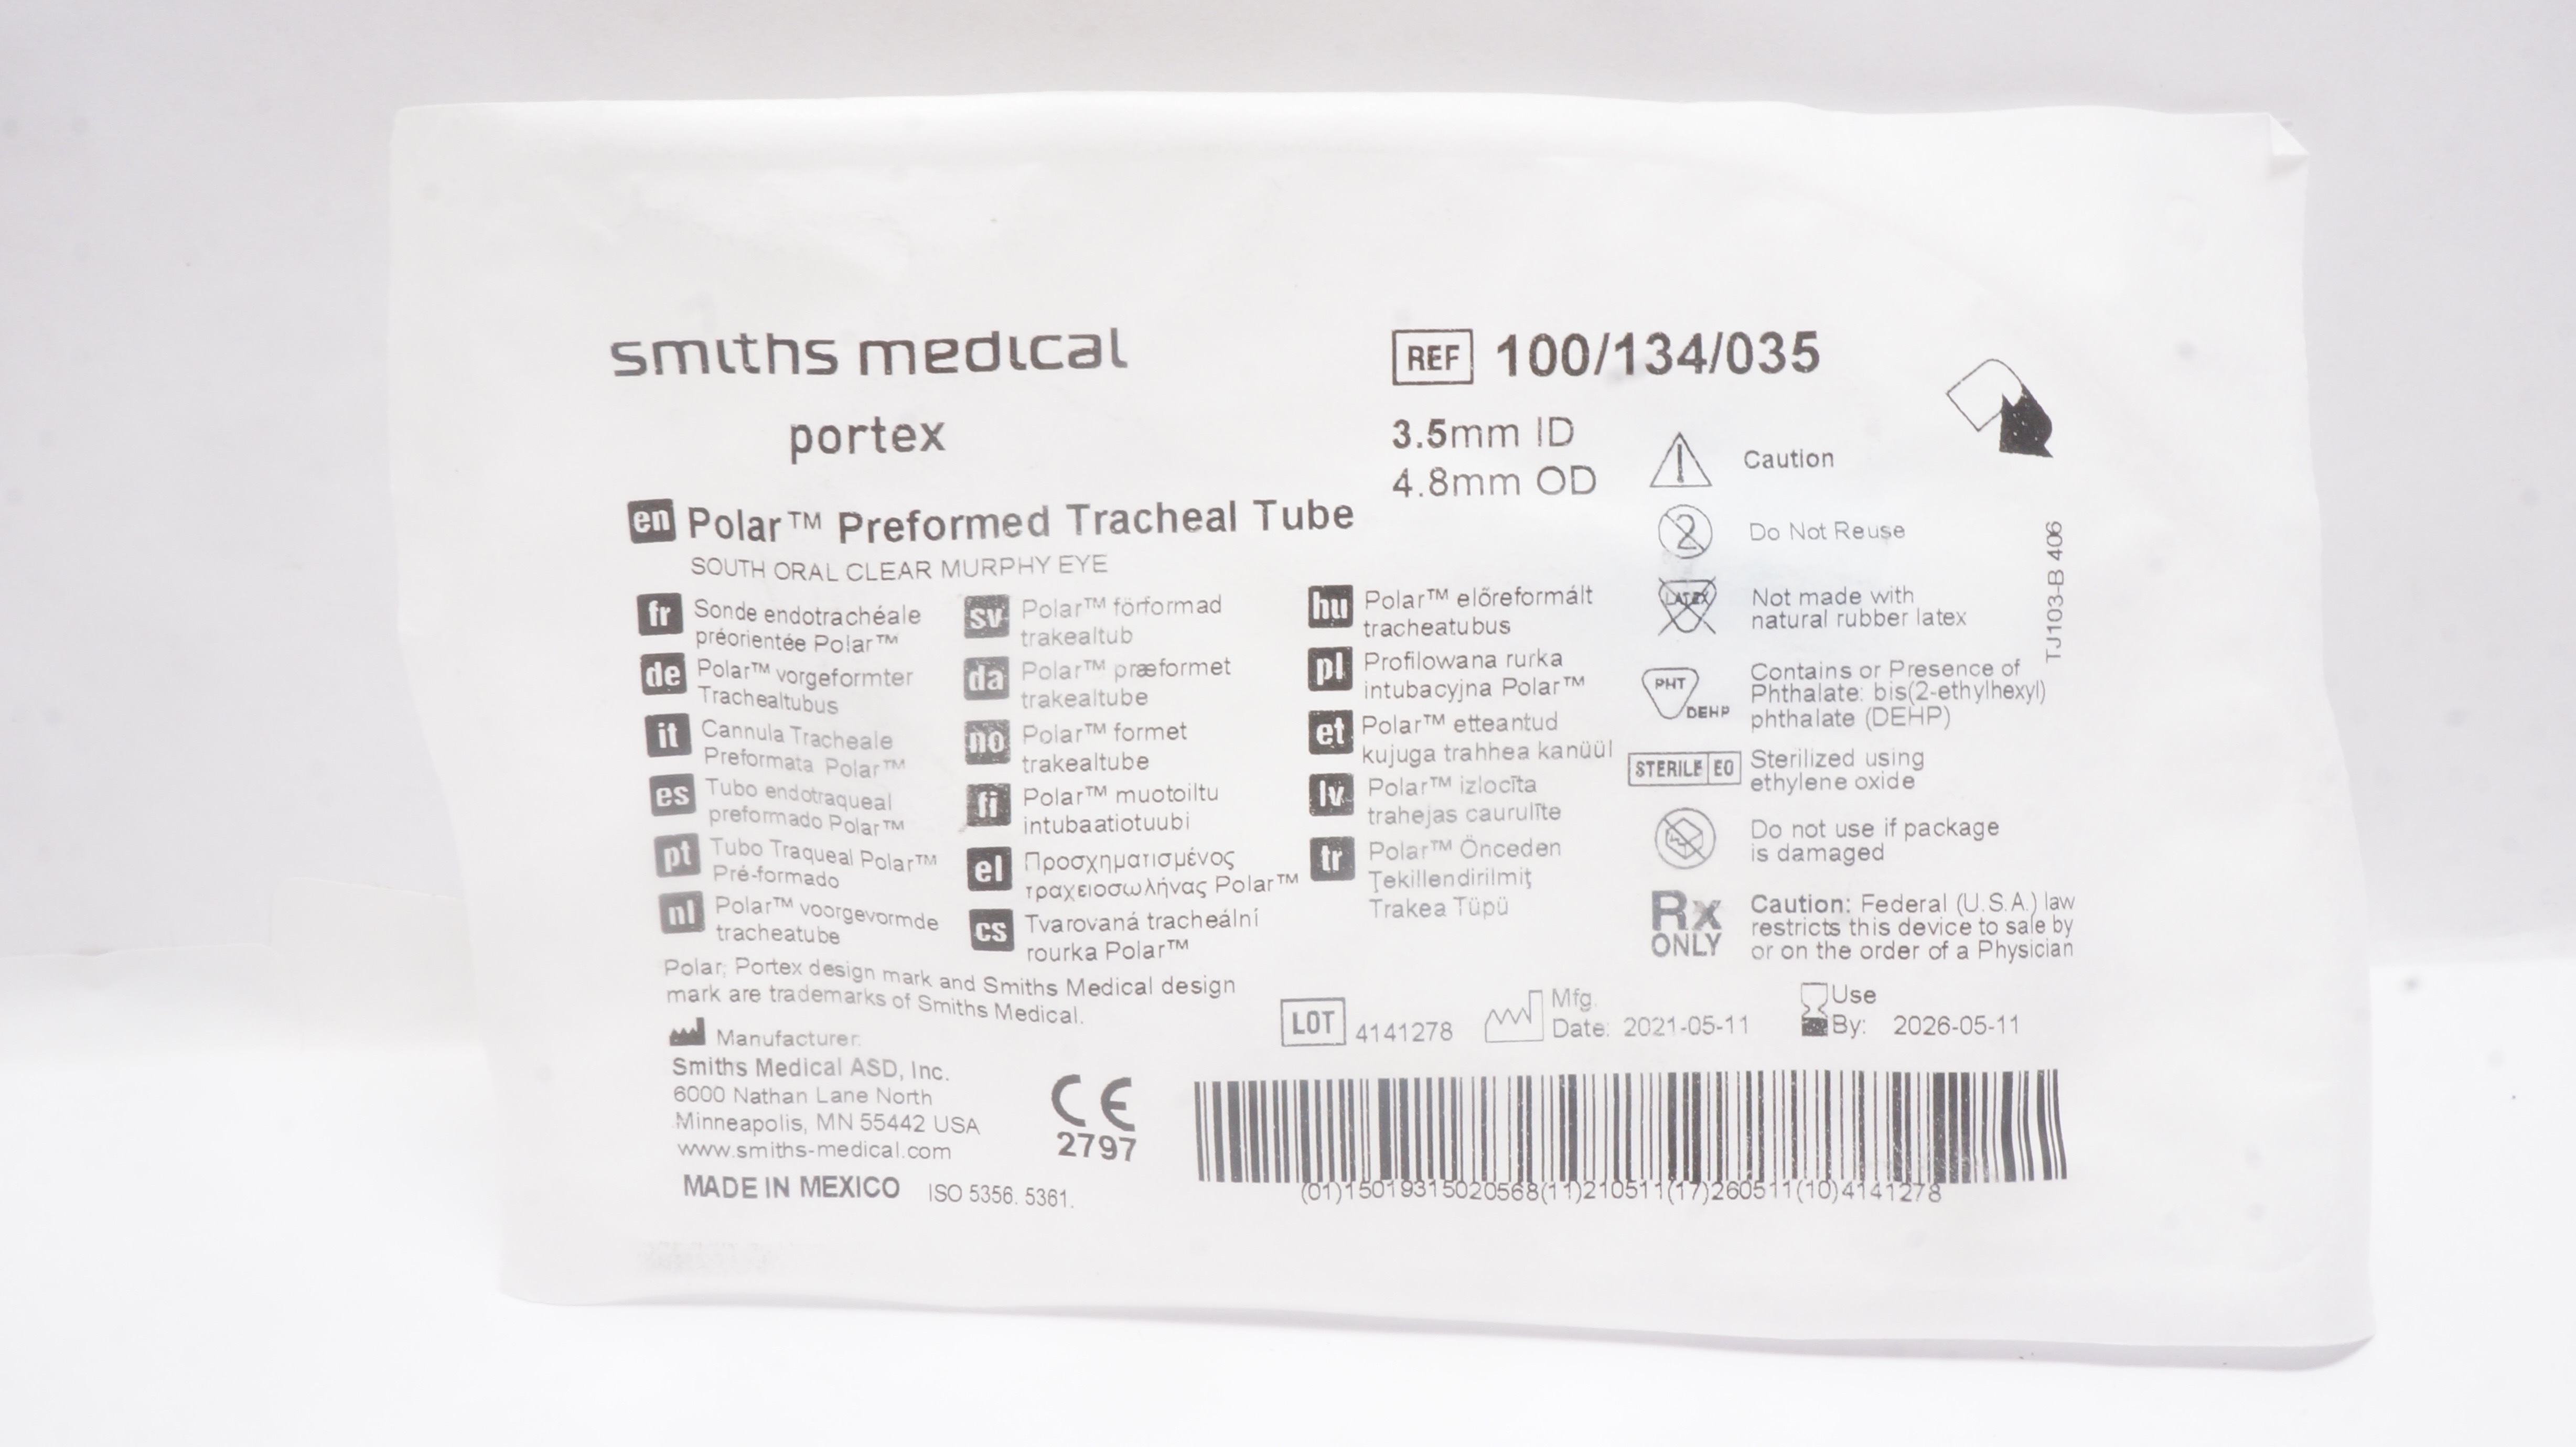 smiths medical
portex
REF 100/134/035
3.5mm ID
4.8mm OD
en Polar™ Preformed Tracheal Tube
SOUTH ORAL CLEAR MURPHY EYE
fr Sonde endotrachéale
préorientée Polar™
de Polar™ vorgeformter
Trachealtubus
it Cannula Tracheale
Preformata Polar™
es Tubo endotraqueal
preformado Polar™
pt Tubo Traqueal Polar™
Pré-formado
nl Polar™ voorgevormde
tracheatube
sv Polar™ förformad
trakealtub
da Polar™ præformet
trakealtube
no Polar™ formet
trakealtube
fi Polar™ muotoiltu
intubaatiotuubi
el Προσχηματισμένος
τραχειοσωλήνας Polar™
cs Tvarovaná tracheální
rourka Polar™
hu Polar™ előreformált
tracheatubus
pl Profilowana rurka
intubacyjna Polar™
et Polar™ etteantud
kujuga trahhea kanüül
lv Polar™ izlocīta
trahejas caurulīte
tr Polar™ Önceden
Ţekillendirilmiţ
Trakea Tüpü
Caution
2 Do Not Reuse
LATEX Not made with
natural rubber latex
PHT DEHP Contains or Presence of
Phthalate: bis(2-ethylhexyl)
phthalate (DEHP)
STERILE EO Sterilized using
ethylene oxide
Do not use if package
is damaged
Rx ONLY Caution: Federal (U.S.A.) law
restricts this device to sale by
or on the order of a Physician
TJ103-B 406
Polar, Portex design mark and Smiths Medical design
mark are trademarks of Smiths Medical.
Manufacturer:
Smiths Medical ASD, Inc.
6000 Nathan Lane North
Minneapolis, MN 55442 USA
www.smiths-medical.com
MADE IN MEXICO ISO 5356. 5361.
CE
2797
LOT 4141278
Mfg.
Date: 2021-05-11
Use
By: 2026-05-11
(01)15019315020568(11)210511(17)260511(10)4141278